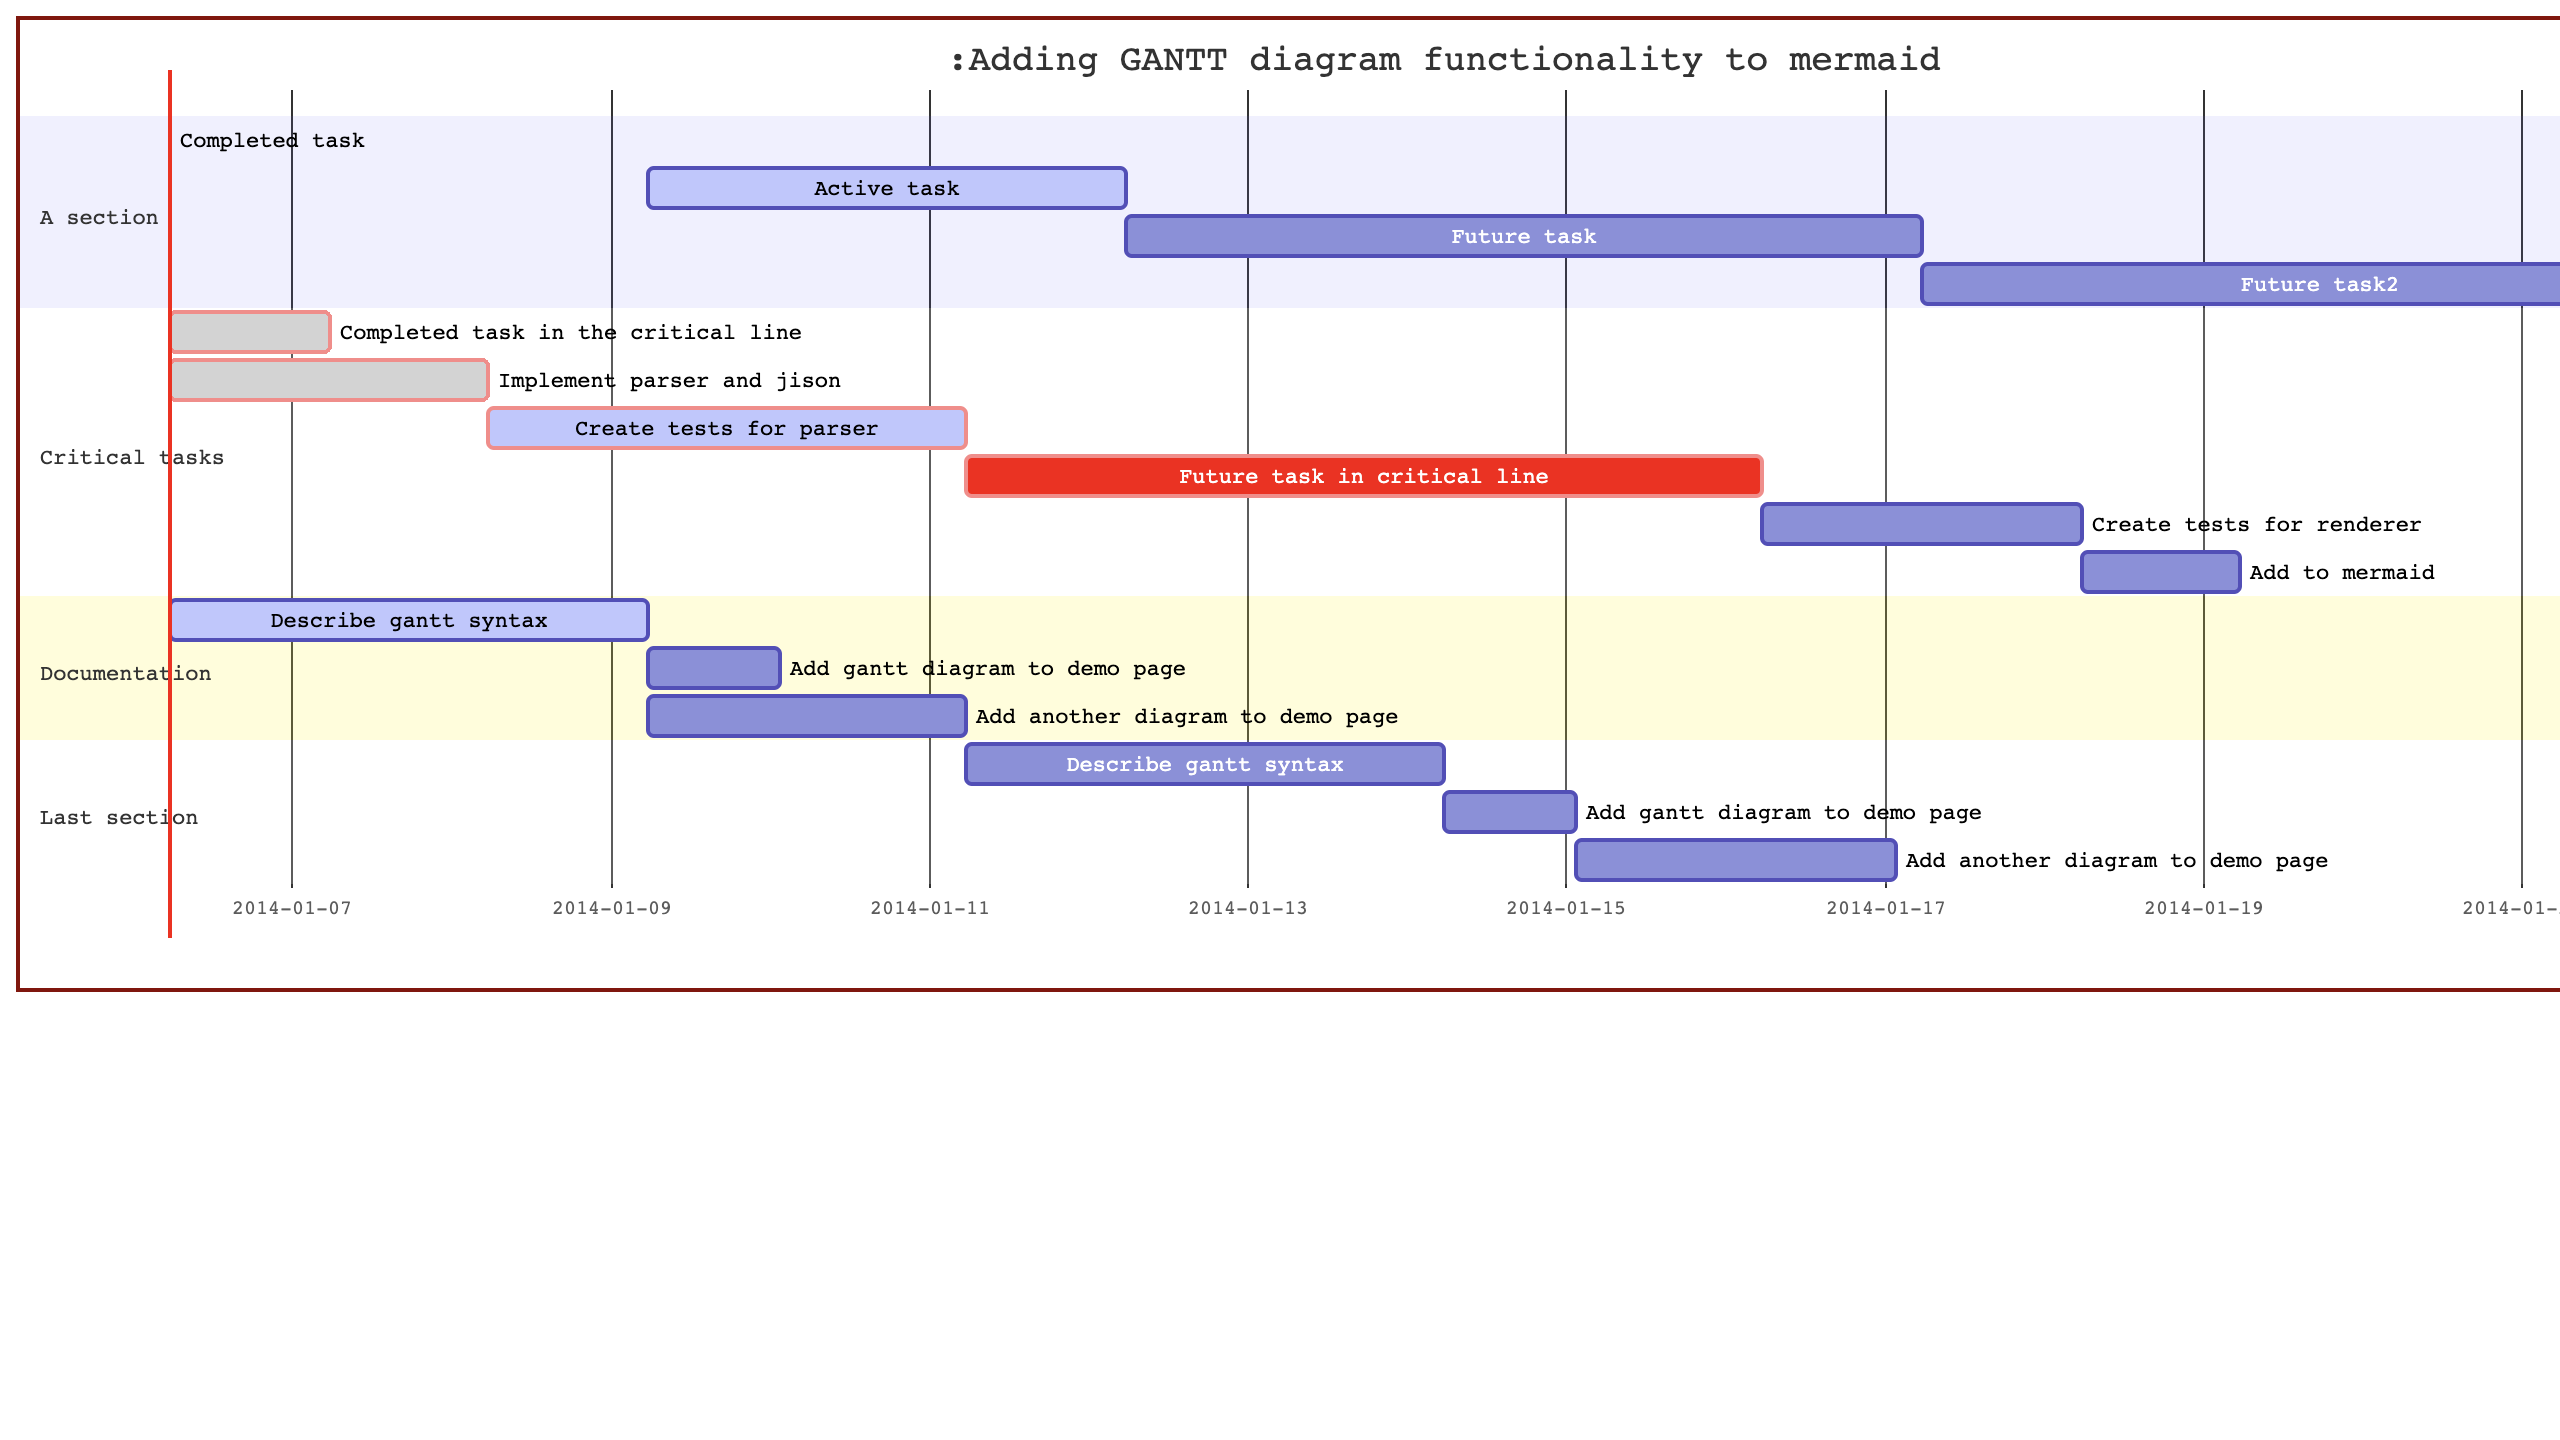 :Adding GANTT diagram functionality to mermaid
Completed task
Active task
A section
Future task
Future task2
Completed task in the critical line
Implement parser and jison
Create tests for parser
Critical tasks
Future task in critical line
Create tests for renderer
Add to mermaid
Describe gantt syntax
Add gantt diagram to demo page
Documentation
Add another diagram to demo page
Describe gantt syntax
Add gantt diagram to demo page
Last section
Add another diagram to demo page
2014-01-07 2014-01-09 2014-01-11 2014-01-13 2014-01-15 2014-01-17 2014-01-19